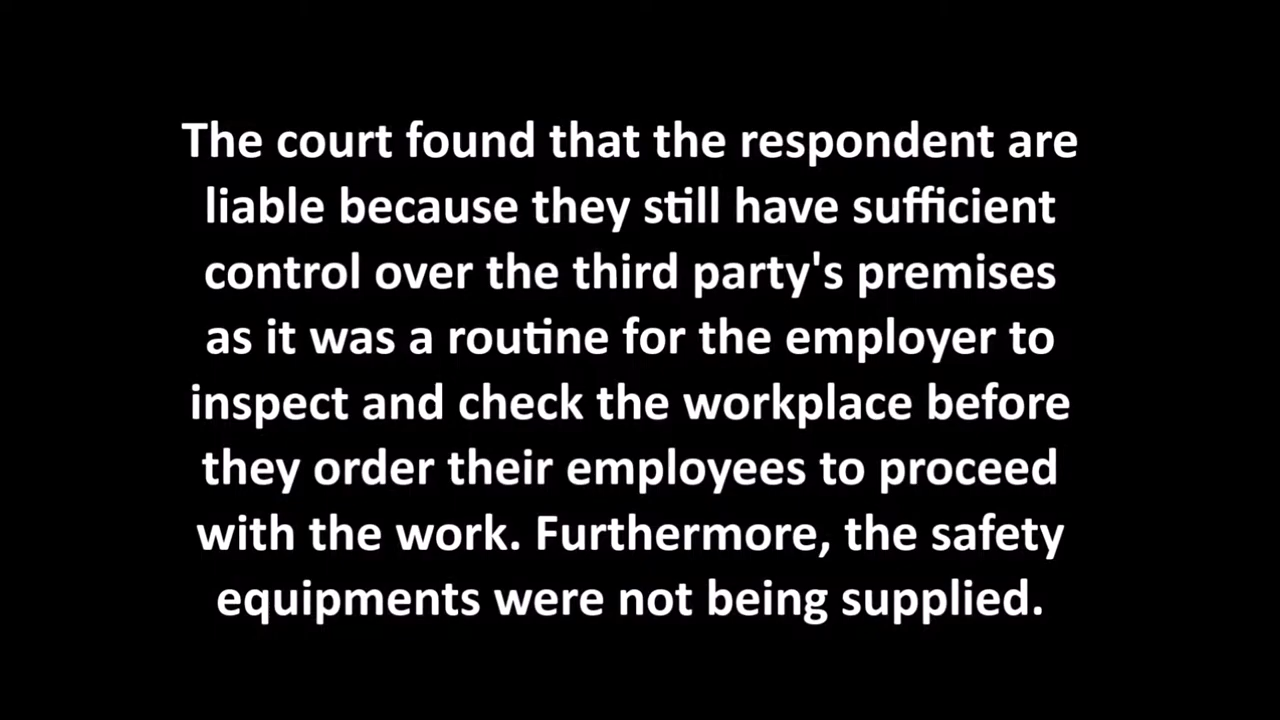 The court found that the respondent are
liable because they still have sufficient
control over the third party's premises
as it was a routine for the employer to
inspect and check the workplace before
they order their employees to proceed
with the work. Furthermore, the safety
equipments were not being supplied.